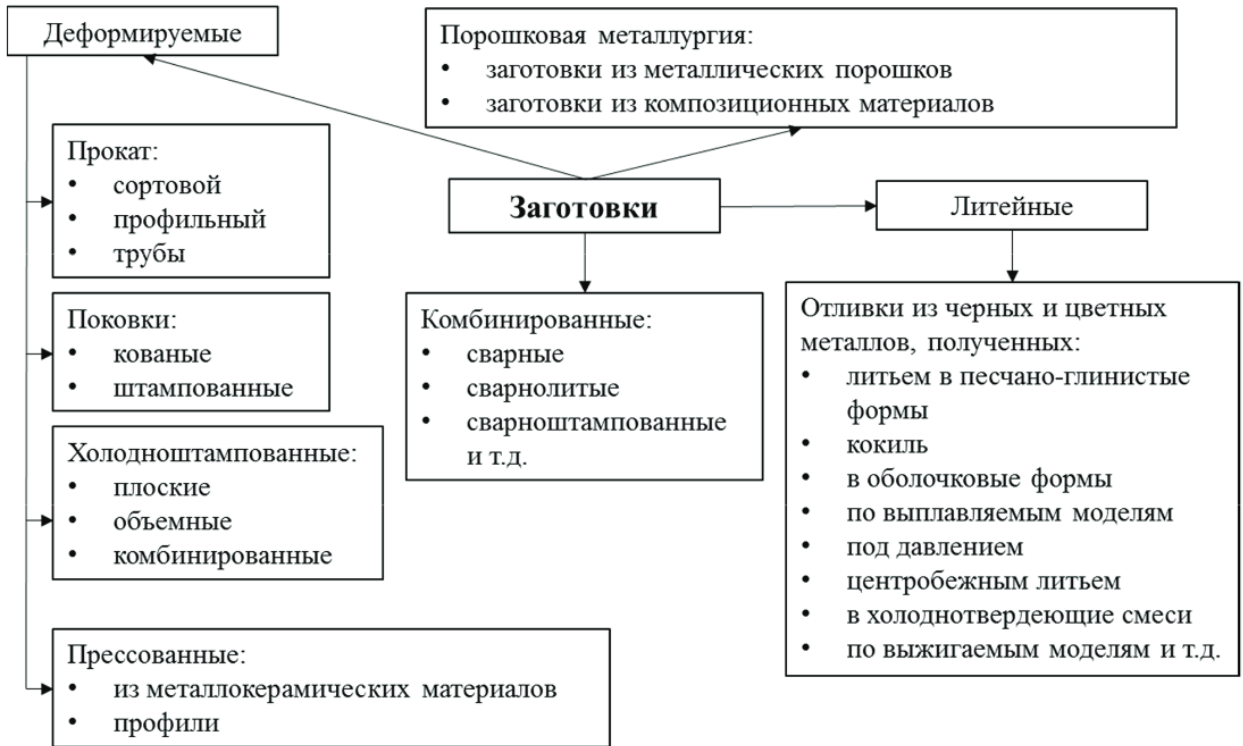 Деформируемые
Порошковая металлургия:
• заготовки из металлических порошков
• заготовки из композиционных материалов
Прокат:
• сортовой
• профильный
• трубы
Заготовки
Литейные
Поковки:
• кованые
• штампованные
Комбинированные:
• сварные
• сварнолитые
• сварноштампованные
и т.д.
Отливки из черных и цветных
металлов, полученных:
• литьем в песчано-глинистые
формы
• кокиль
• в оболочковые формы
• по выплавляемым моделям
• под давлением
• центробежным литьем
• в холоднотвердеющие смеси
• по выжигаемым моделям и т.д.
Холодноштампованные:
• плоские
• объемные
• комбинированные
Прессованные:
• из металлокерамических материалов
• профили